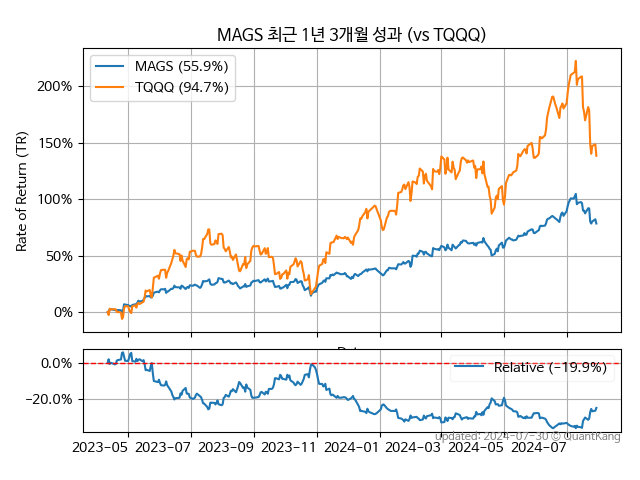 MAGS 최근 1년 3개월 성과 (vs TQQQ)
MAGS (55.9%)
TQQQ (94.7%)
Rate of Return (TR)
200%
150%
100%
50%
0%
0.0%
−20.0%
Relative (−19.9%)
updated: 2024-07-30 © QuantKang
2023-05 2023-07 2023-09 2023-11 2024-01 2024-03 2024-05 2024-07